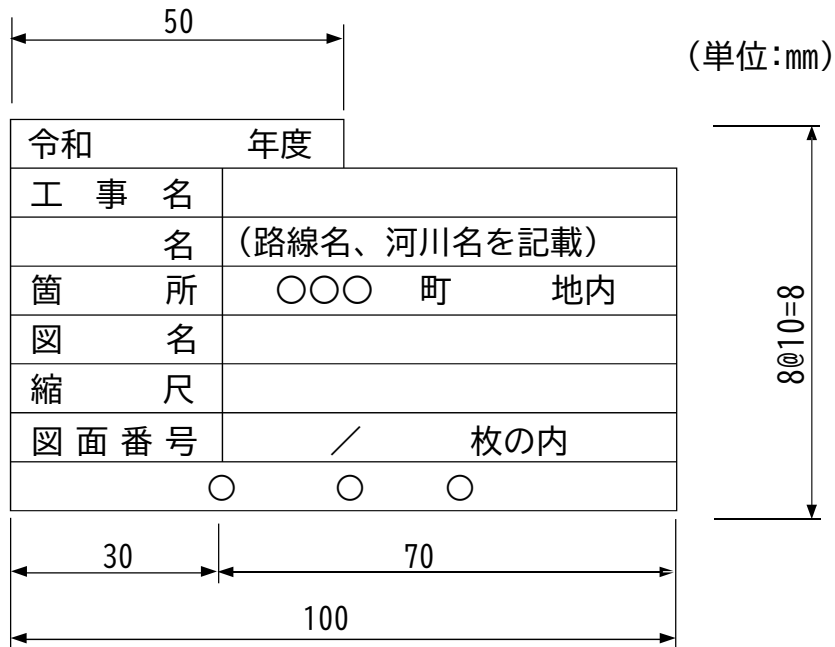 50
(単位:㎜)
令和 年度
工事名
名 (路線名、河川名を記載)
箇所 ○○○ 町 地内
図名
縮尺
図面番号 / 枚の内
○ ○ ○
8@10=8
30 70
100